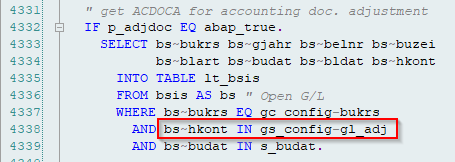 4331 " get ACDOCA for accounting doc. adjustment
4332 IF p_adjdoc EQ abap_true.
4333 SELECT bs~bukrs bs~gjahr bs~belnr bs~buzei
4334 bs~blart bs~budat bs~bldat bs~hkont
4335 INTO TABLE lt_bsis
4336 FROM bsis AS bs " Open G/L
4337 WHERE bs~bukrs EQ gc_config-bukrs
4338 AND bs~hkont IN gs_config-gl_adj
4339 AND bs~budat IN s_budat.